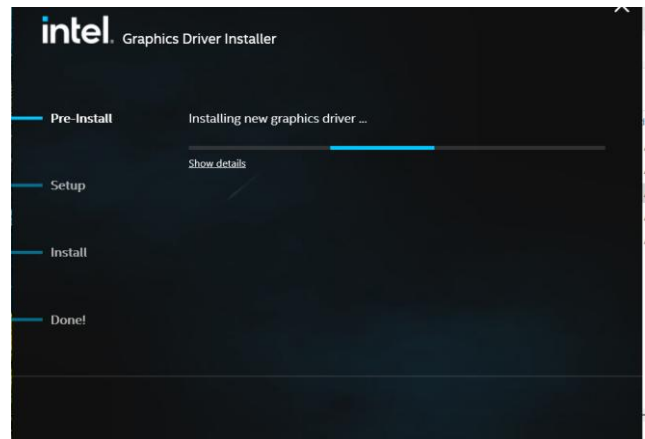 intel. Graphics Driver Installer
Pre-Install
Installing new graphics driver ...
Show details
Setup
Install
Done!